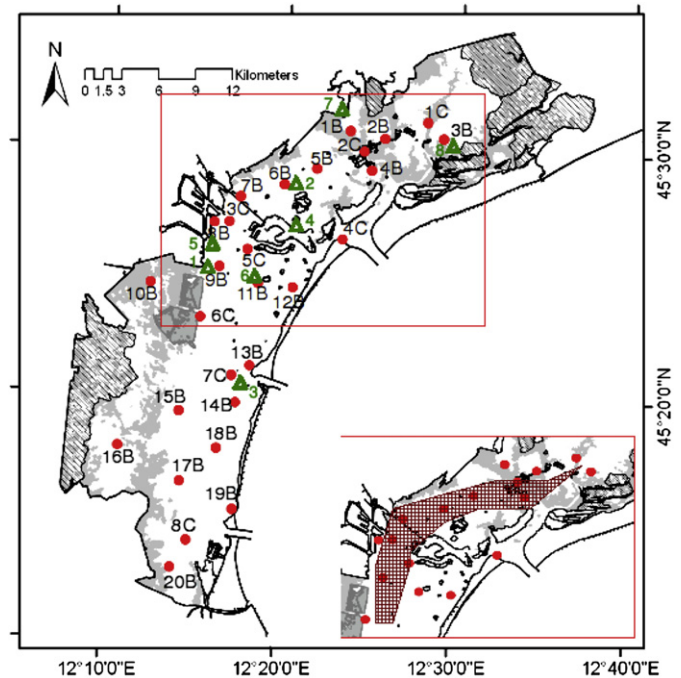 N
Kilometers
0 1.5 3 6 9 12
7
1C
1B
2B
3B
2C
8
5B
4B
6B
2
7B
3C
4
4C
8B
5
5C
1
9B
6
11B
10B
12B
6C
13B
7C
3
15B
14B
18B
16B
17B
19B
8C
20B
45°30'0"N
45°20'0"N
12°10'0"E 12°20'0"E 12°30'0"E 12°40'0"E